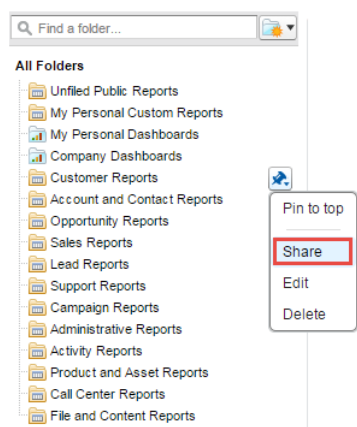 Find a folder...
All Folders
Unfiled Public Reports
My Personal Custom Reports
My Personal Dashboards
Company Dashboards
Customer Reports
Account and Contact Reports
Opportunity Reports
Sales Reports
Lead Reports
Support Reports
Campaign Reports
Administrative Reports
Activity Reports
Product and Asset Reports
Call Center Reports
File and Content Reports
Pin to top
Share
Edit
Delete